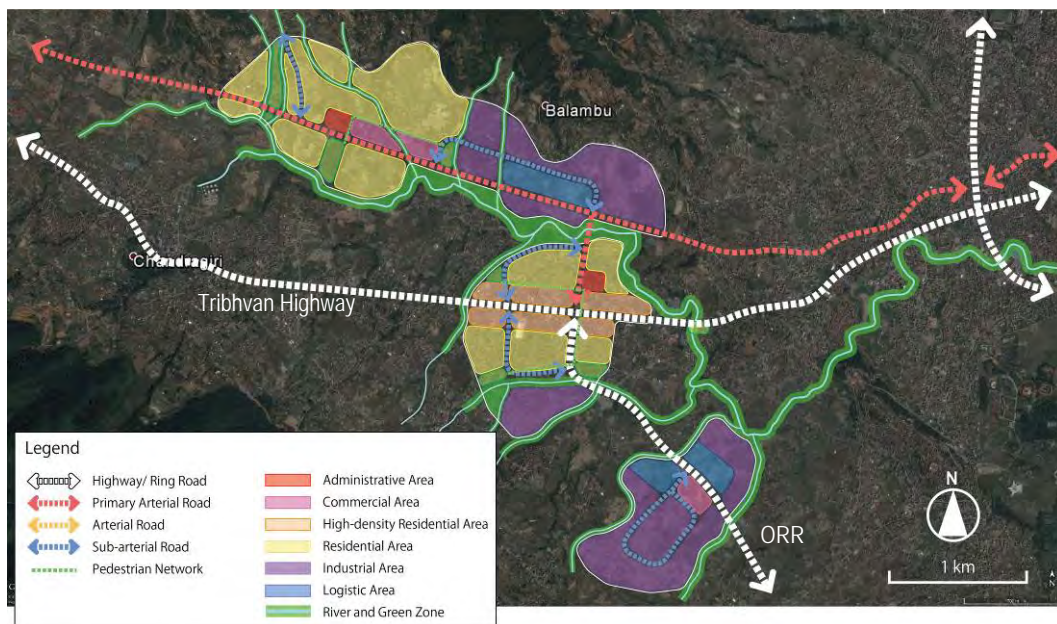 Balambu
Chandragiri
Tribhvan Highway
ORR
N
1 km
Legend
Highway/ Ring Road
Primary Arterial Road
Arterial Road
Sub-arterial Road
Pedestrian Network
Administrative Area
Commercial Area
High-density Residential Area
Residential Area
Industrial Area
Logistic Area
River and Green Zone